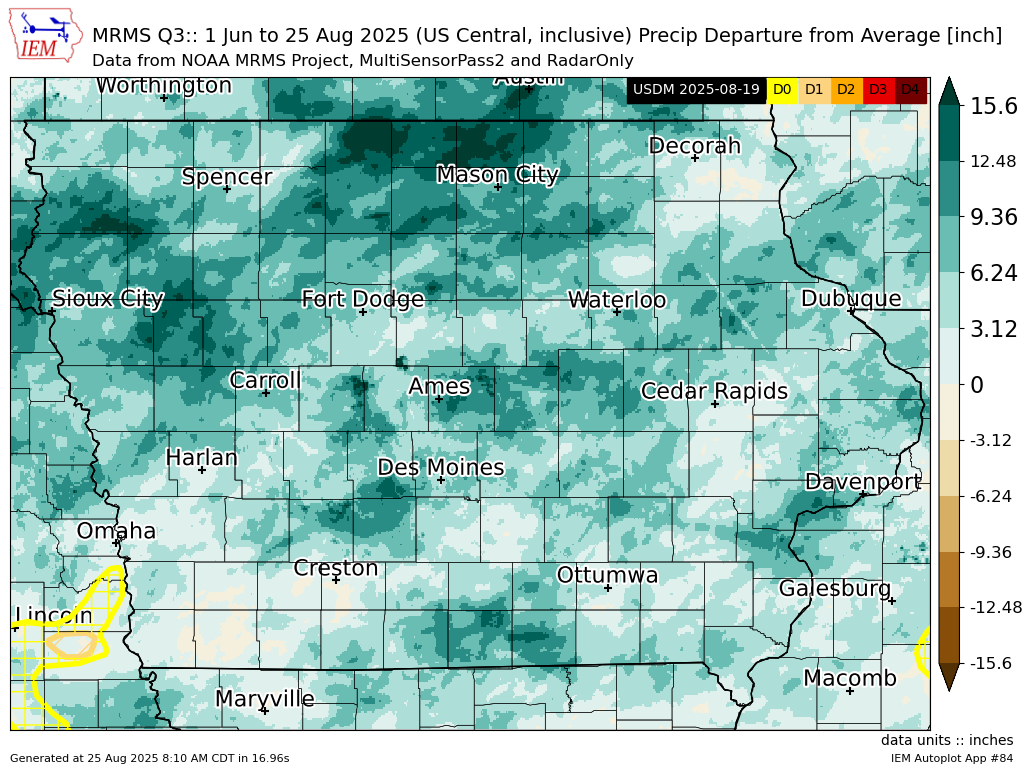 IEM
MRMS Q3:: 1 Jun to 25 Aug 2025 (US Central, inclusive) Precip Departure from Average [inch]
Data from NOAA MRMS Project, MultiSensorPass2 and RadarOnly
Worthington
Austin
USDM 2025-08-19 D0 D1 D2 D3 D4
15.6
Decorah
12.48
Spencer
Mason City
9.36
6.24
Sioux City
Fort Dodge
Waterloo
Dubuque
3.12
Carroll
Ames
Cedar Rapids
0
-3.12
Harlan
Des Moines
Davenport
-6.24
Omaha
-9.36
Creston
Ottumwa
Galesburg
-12.48
Lincoln
-15.6
Maryville
Macomb
data units :: inches
Generated at 25 Aug 2025 8:10 AM CDT in 16.96s
IEM Autoplot App #84